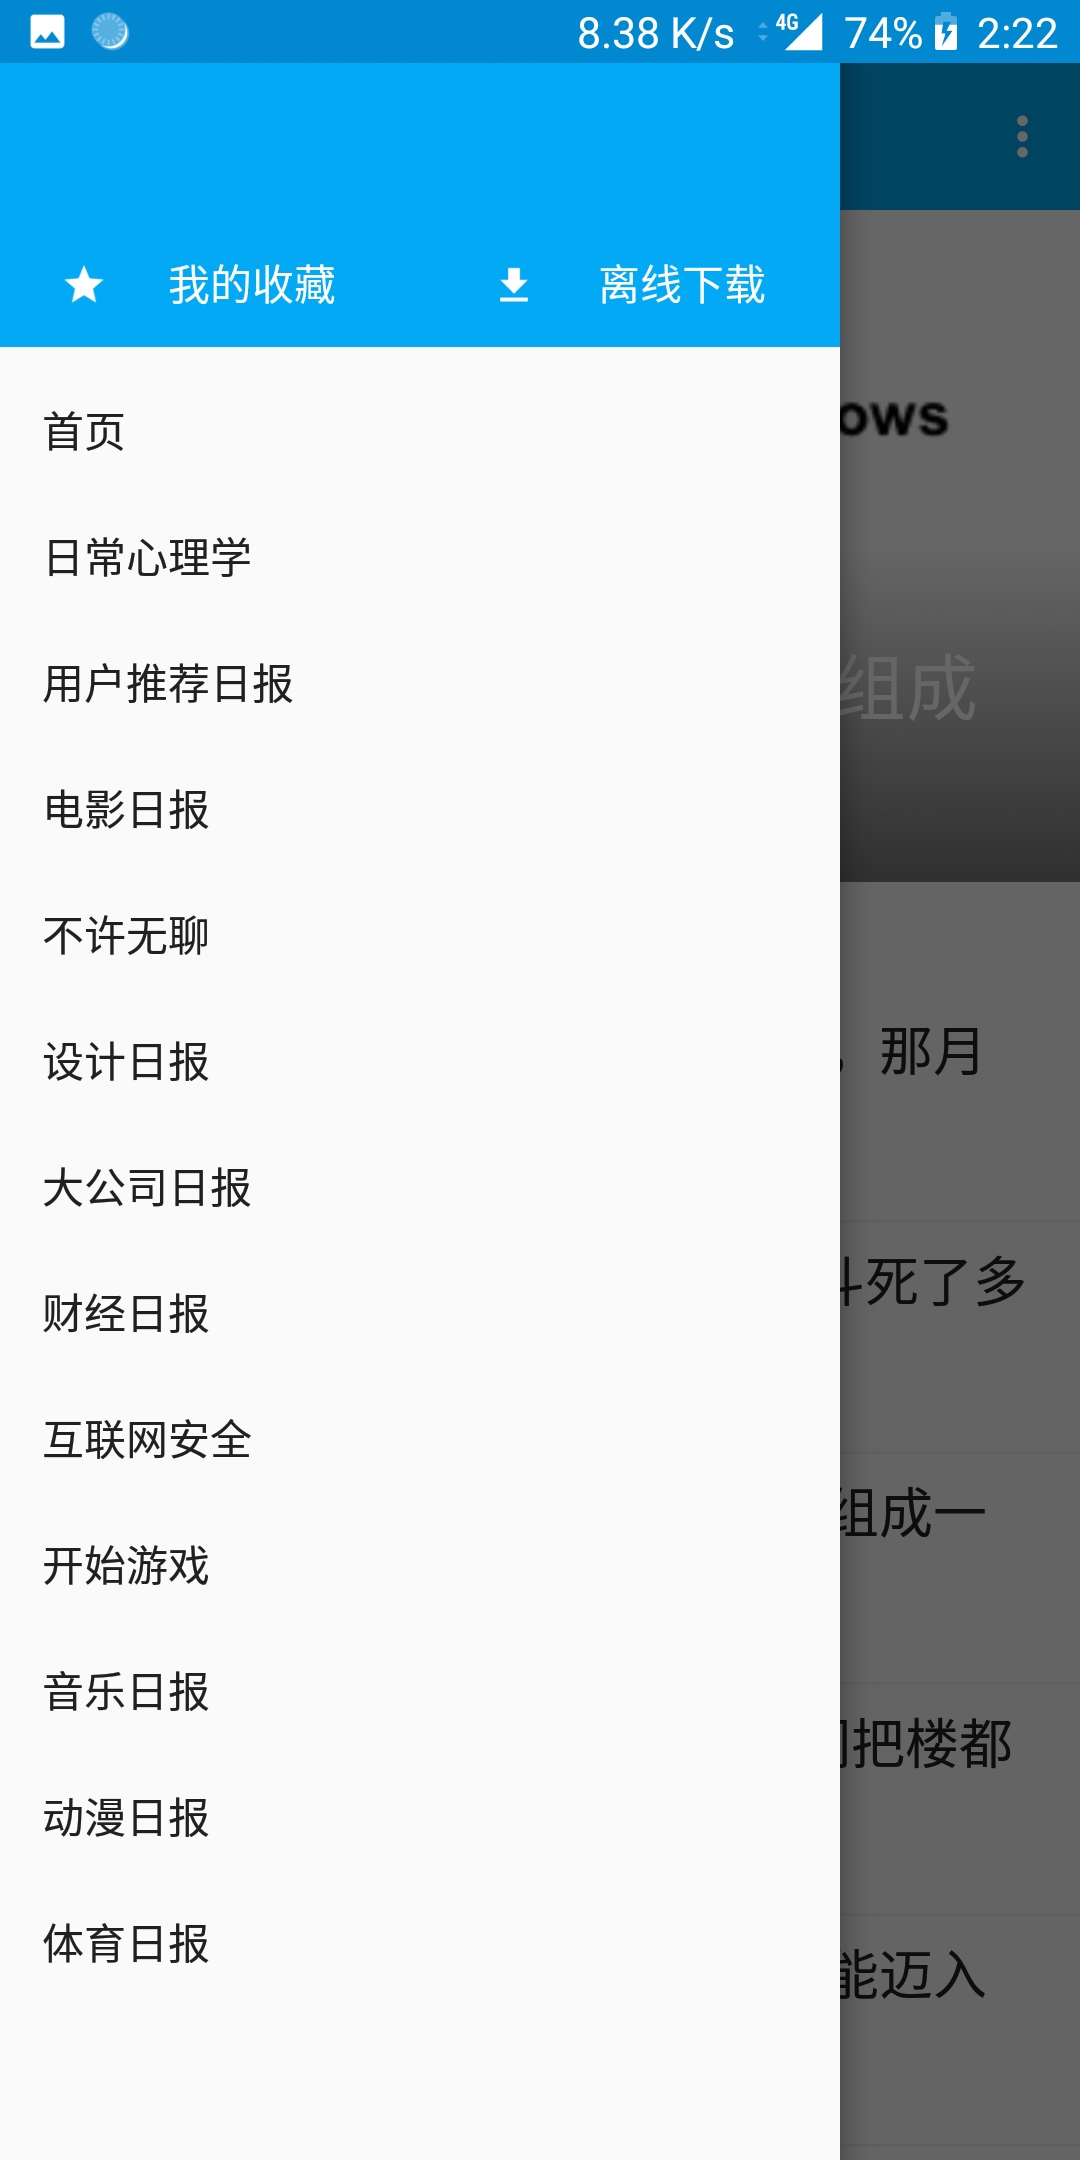 8.38 K/s 4G 74% 2:22
我的收藏 离线下载
首页
日常心理学
用户推荐日报
电影日报
不许无聊
设计日报
大公司日报
财经日报
互联网安全
开始游戏
音乐日报
动漫日报
体育日报
ows
组成
，那月
死了多
组成一
把楼都
能迈入